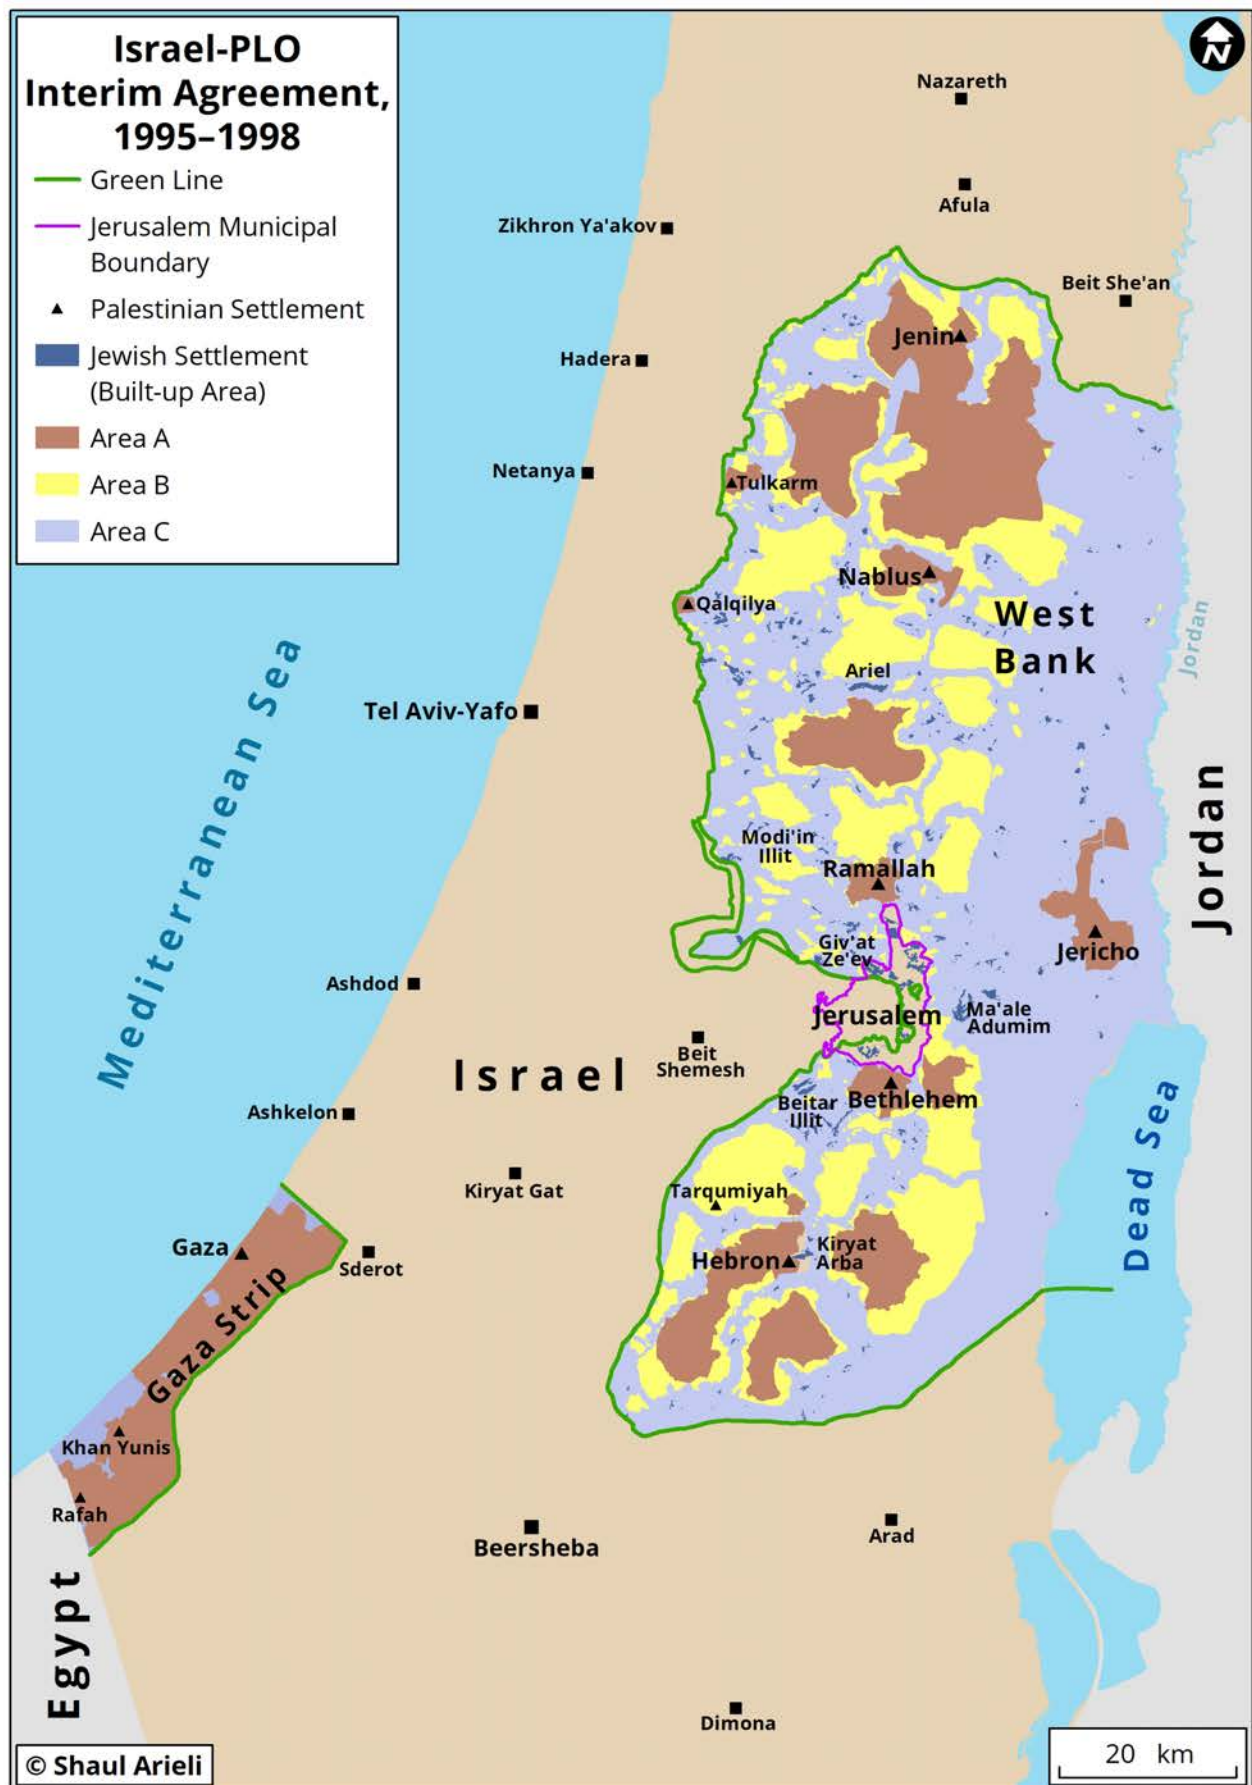 Israel-PLO
Interim Agreement,
1995–1998
Green Line
Jerusalem Municipal
Boundary
Palestinian Settlement
Jewish Settlement
(Built-up Area)
Area A
Area B
Area C
N
Nazareth
Afula
Zikhron Ya'akov
Beit She'an
Jenin
Hadera
Netanya
Tulkarm
Nablus
Qalqilya
West
Bank
Jordan
Ariel
Tel Aviv-Yafo
Mediterranean Sea
Jordan
Modi'in
Illit
Ramallah
Giv'at
Ze'ev
Jericho
Ashdod
Jerusalem
Ma'ale
Adumim
Beit
Shemesh
Israel
Bethlehem
Beitar
Illit
Ashkelon
Dead Sea
Kiryat Gat
Tarqumiyah
Gaza
Sderot
Hebron
Kiryat
Arba
Gaza Strip
Khan Yunis
Rafah
Beersheba
Arad
Egypt
Dimona
© Shaul Arieli
20 km